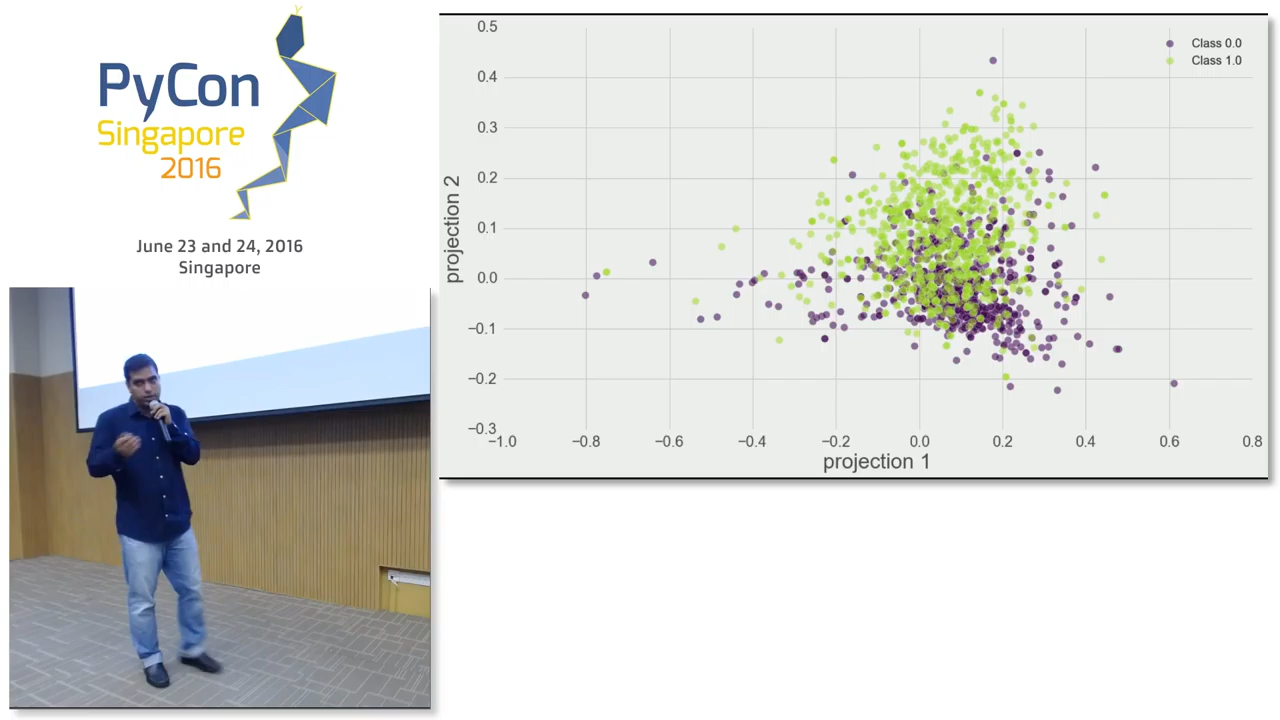 PyCon
Singapore
2016
June 23 and 24, 2016
Singapore
0.5
0.4
0.3
0.2
0.1
0.0
−0.1
−0.2
−0.3
projection 2
−1.0
−0.8
−0.6
−0.4
−0.2
0.0
0.2
0.4
0.6
0.8
projection 1
Class 0.0
Class 1.0